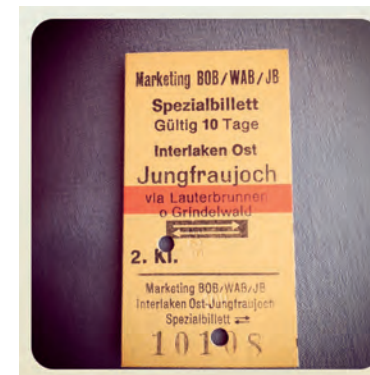 Marketing BOB/WAB/JB
Spezialbillett
Gültig 10 Tage
Interlaken Ost
Jungfraujoch
via Lauterbrunnen
o Grindelwald
2. Kl.
Marketing BOB/WAB/JB
Interlaken Ost-Jungfraujoch
Spezialbillett ⇄
10108